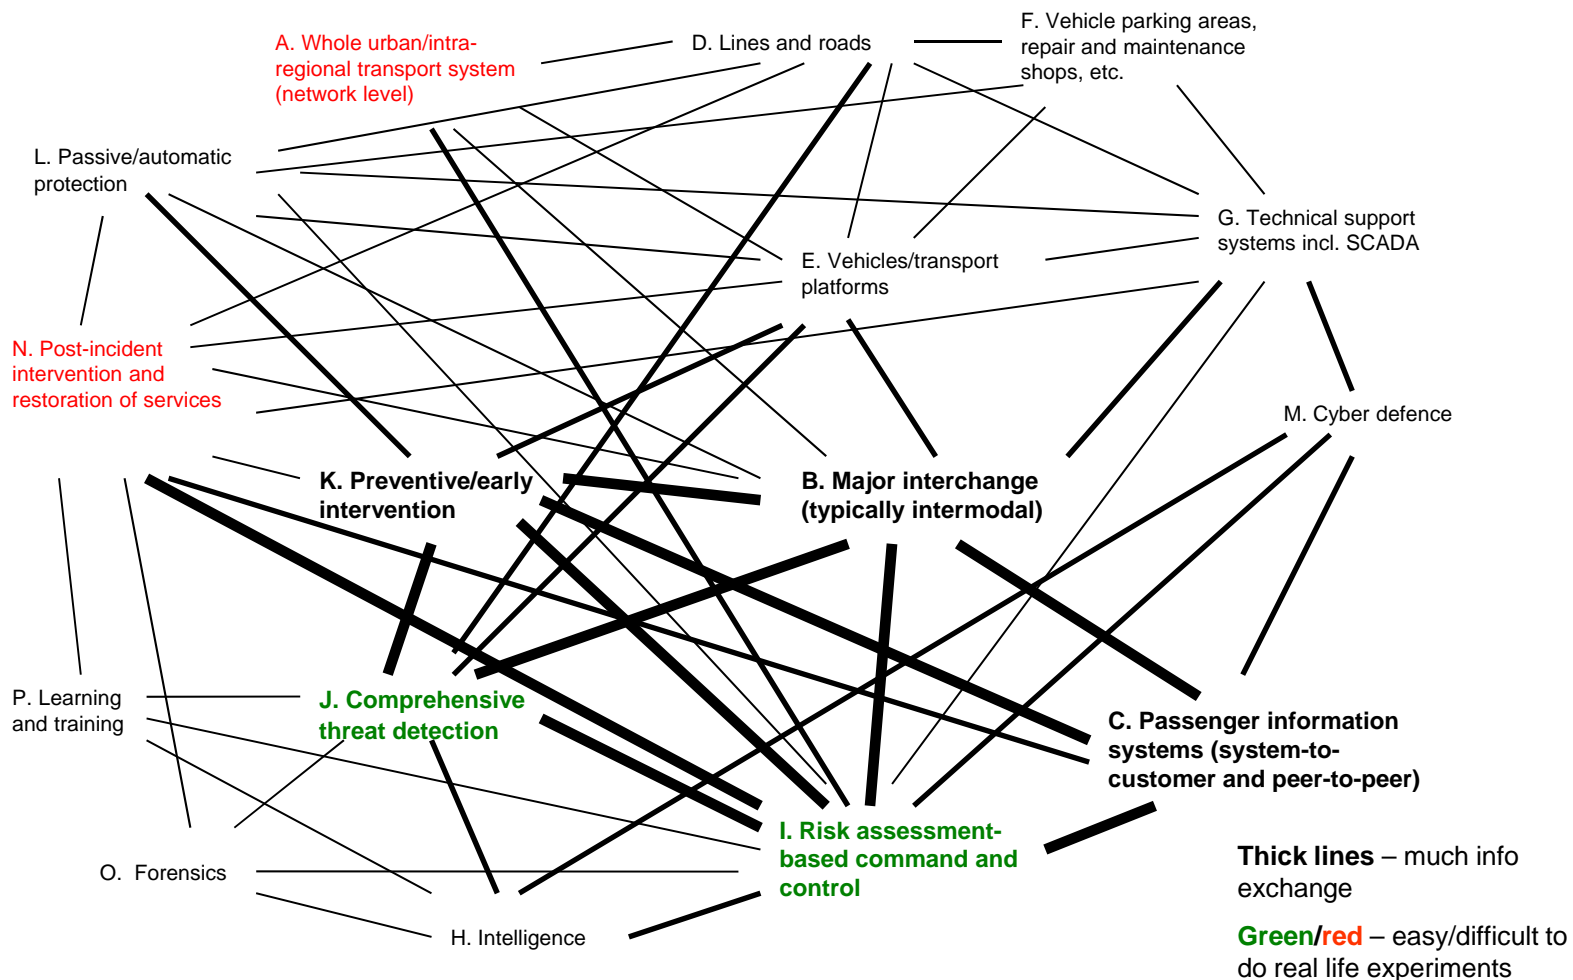 A. Whole urban/intra-
regional transport system
(network level)
D. Lines and roads
F. Vehicle parking areas,
repair and maintenance
shops, etc.
L. Passive/automatic
protection
G. Technical support
systems incl. SCADA
E. Vehicles/transport
platforms
N. Post-incident
intervention and
restoration of services
M. Cyber defence
K. Preventive/early
intervention
B. Major interchange
(typically intermodal)
P. Learning
and training
J. Comprehensive
threat detection
C. Passenger information
systems (system-to-
customer and peer-to-peer)
I. Risk assessment-
based command and
control
O. Forensics
H. Intelligence
Thick lines – much info
exchange
Green/red – easy/difficult to
do real life experiments